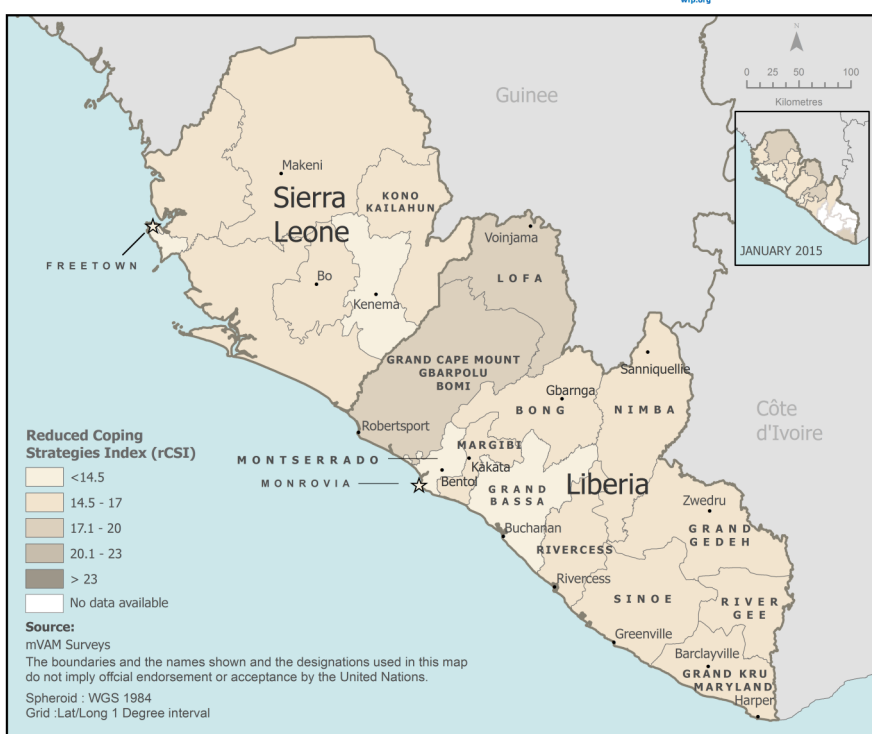 wfp.org
N
0 25 50 100
Kilometres
Guinee
JANUARY 2015
Makeni
Sierra
Leone
KONO
KAILAHUN
FREETOWN
Voinjama
LOFA
Bo
Kenema
GRAND CAPE MOUNT
GBARPOLU
BOMI
Sanniquellie
Gbarnga
BONG
NIMBA
Côte
d'Ivoire
Robertsport
MARGIBI
MONTSERRADO
Kakata
MONROVIA
Bentol
GRAND
BASSA
Liberia
Zwedru
GRAND
GEDEH
Buchanan
RIVERCESS
Rivercess
SINOE
RIVER
GEE
Greenville
Barclayville
GRAND KRU
MARYLAND
Harper
Reduced Coping
Strategies Index (rCSI)
<14.5
14.5 - 17
17.1 - 20
20.1 - 23
> 23
No data available
Source:
mVAM Surveys
The boundaries and the names shown and the designations used in this map
do not imply offcial endorsement or acceptance by the United Nations.
Spheroid : WGS 1984
Grid :Lat/Long 1 Degree interval